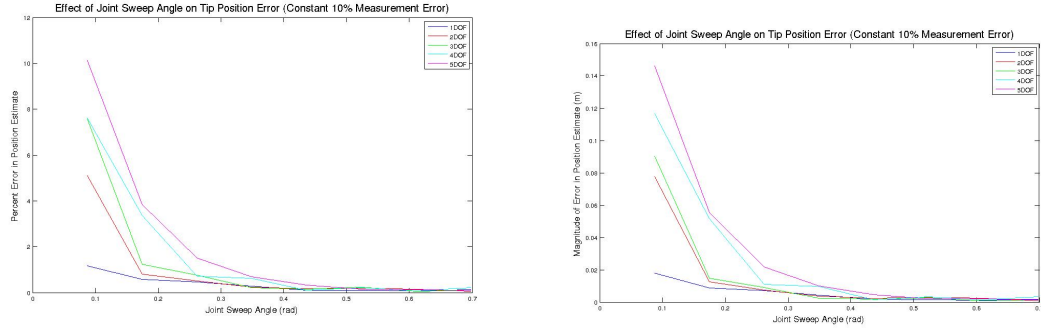 Effect of Joint Sweep Angle on Tip Position Error (Constant 10% Measurement Error)
12
10
8
6
4
2
0
Percent Error in Position Estimate
1DOF
2DOF
3DOF
4DOF
5DOF
0 0.1 0.2 0.3 0.4 0.5 0.6 0.7
Joint Sweep Angle (rad)
Effect of Joint Sweep Angle on Tip Position Error (Constant 10% Measurement Error)
0.16
0.14
0.12
0.1
0.08
0.06
0.04
0.02
0
Magnitude of Error in Position Estimate (m)
1DOF
2DOF
3DOF
4DOF
5DOF
0 0.1 0.2 0.3 0.4 0.5 0.6 0.7
Joint Sweep Angle (rad)